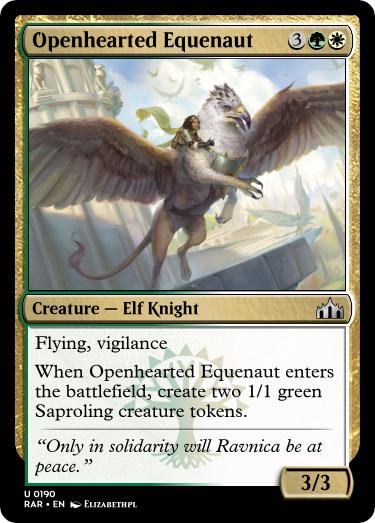 Openhearted Equenaut 3
Creature — Elf Knight
Flying, vigilance
When Openhearted Equenaut enters
the battlefield, create two 1/1 green
Saproling creature tokens.
“Only in solidarity will Ravnica be at
peace.”
3/3
U 0190
RAR • EN ElizabethPL